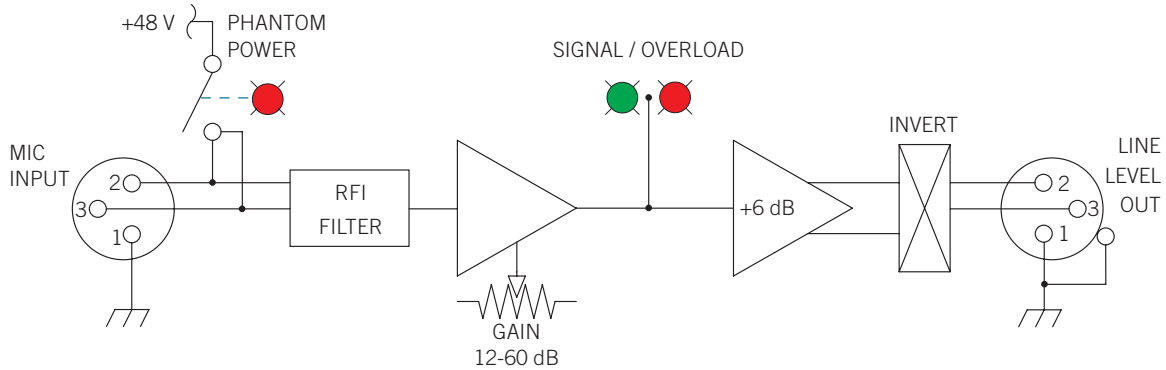 +48 V
PHANTOM
POWER
SIGNAL / OVERLOAD
MIC
INPUT
2
3
1
RFI
FILTER
GAIN
12-60 dB
+6 dB
INVERT
LINE
LEVEL
OUT
2
3
1